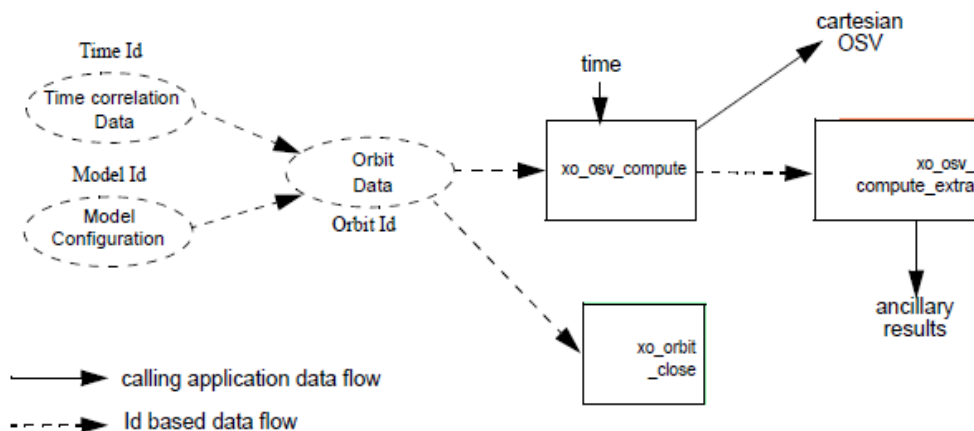 cartesian
OSV
Time Id
time
Time correlation
Data
Model Id
Orbit
Data
xo_osv_compute
xo_osv_
compute_extra
Model
Configuration
Orbit Id
ancillary
results
xo_orbit
_close
calling application data flow
Id based data flow